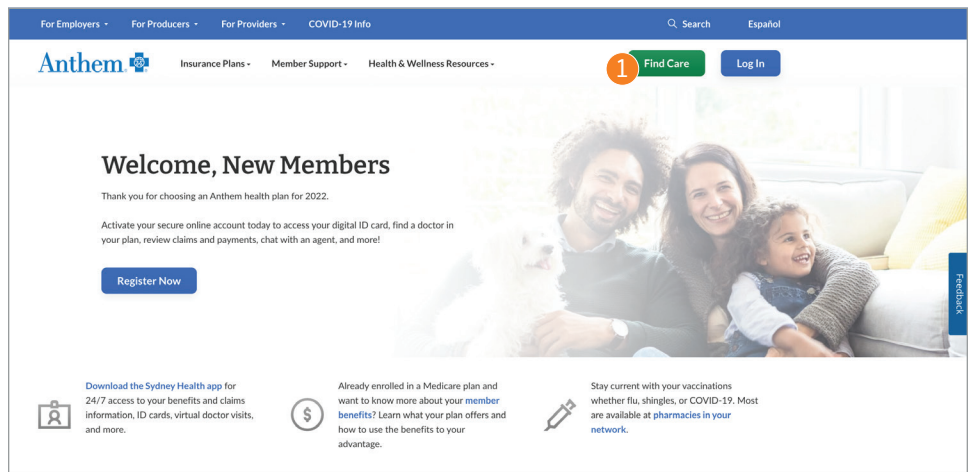 For Employers For Producers For Providers COVID-19 Info Search Español
Anthem Insurance Plans Member Support Health & Wellness Resources 1 Find Care Log In
Welcome, New Members
Thank you for choosing an Anthem health plan for 2022.
Activate your secure online account today to access your digital ID card, find a doctor in
your plan, review claims and payments, chat with an agent, and more!
Register Now
Feedback
Download the Sydney Health app for
24/7 access to your benefits and claims
information, ID cards, virtual doctor visits,
and more.
Already enrolled in a Medicare plan and
want to know more about your member
benefits? Learn what your plan offers and
how to use the benefits to your
advantage.
Stay current with your vaccinations
whether flu, shingles, or COVID-19. Most
are available at pharmacies in your
network.